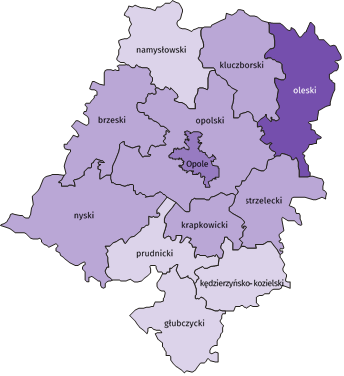 namysłowski
kluczborski
oleski
brzeski
opolski
Opole
strzelecki
nyski
krapkowicki
prudnicki
kędzierzyńsko-kozielski
głubczycki